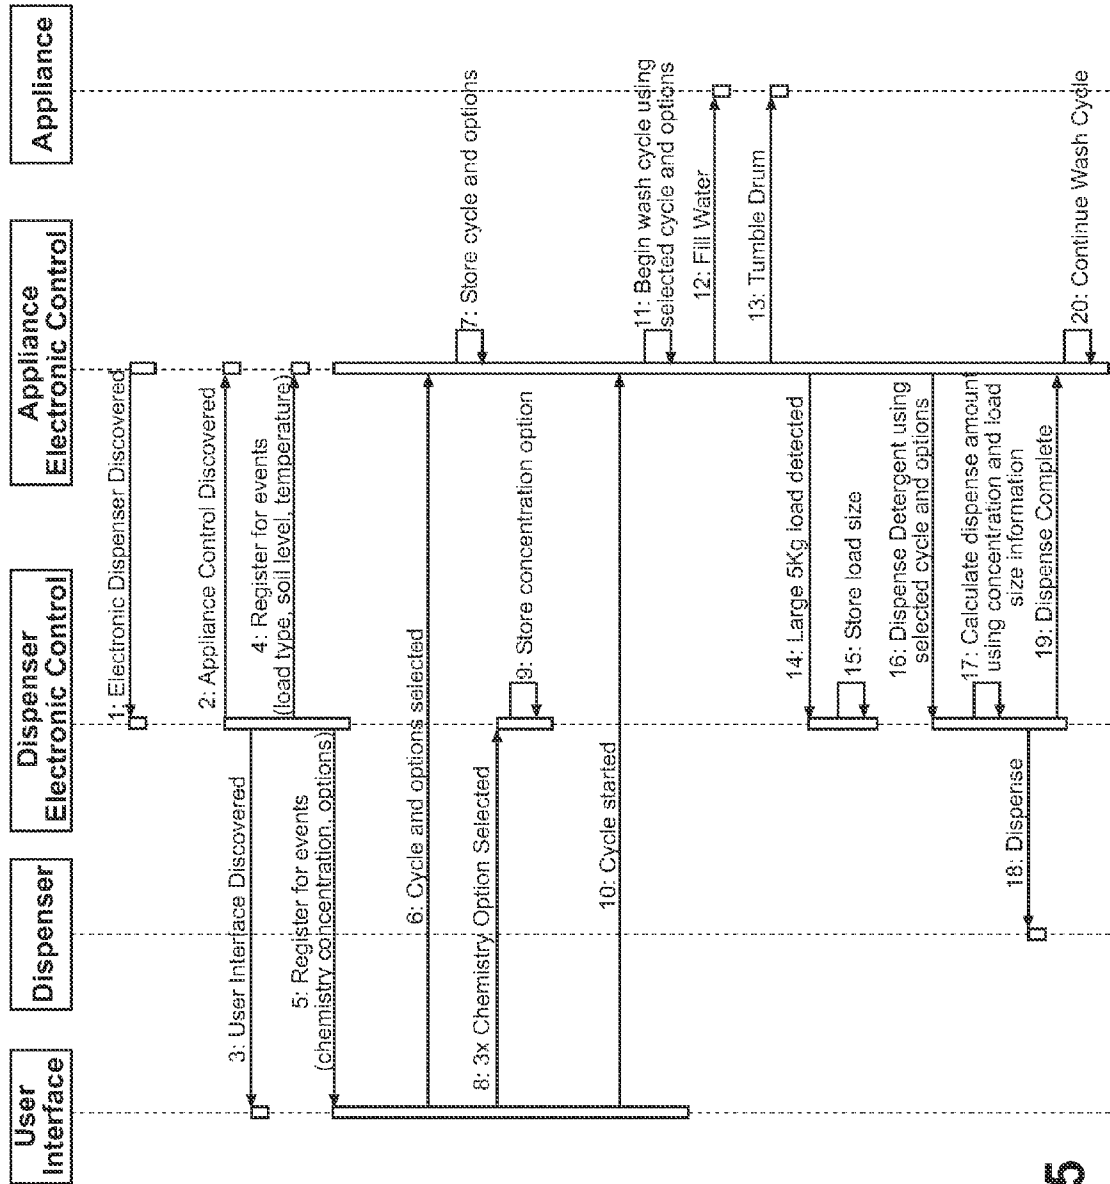 User
Interface
Dispenser
Dispenser
Electronic Control
Appliance
Electronic Control
Appliance
1: Electronic Dispenser Discovered
2: Appliance Control Discovered
3: User Interface Discovered
4: Register for events
(load type, soil level, temperature)
5: Register for events
(chemistry concentration, options)
6: Cycle and options selected
7: Store cycle and options
8: 3x Chemistry Option Selected
9: Store concentration option
10: Cycle started
11: Begin wash cycle using
selected cycle and options
12: Fill Water
13: Tumble Drum
14: Large 5Kg load detected
15: Store load size
16: Dispense Detergent using
selected cycle and options
17: Calculate dispense amount
using concentration and load
size information
18: Dispense
19: Dispense Complete
20: Continue Wash Cycle
5